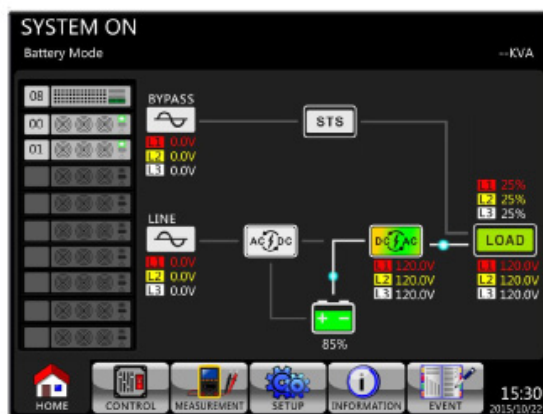 SYSTEM ON
Battery Mode
--KVA
08
00
01
BYPASS
L1 0.0V
L2 0.0V
L3 0.0V
STS
L1 25%
L2 25%
L3 25%
LINE
L1 0.0V
L2 0.0V
L3 0.0V
AC DC
DC AC
L1 120.0V
L2 120.0V
L3 120.0V
LOAD
L1 120.0V
L2 120.0V
L3 120.0V
85%
HOME
CONTROL
MEASUREMENT
SETUP
INFORMATION
EVENT
15:30
2015/10/22